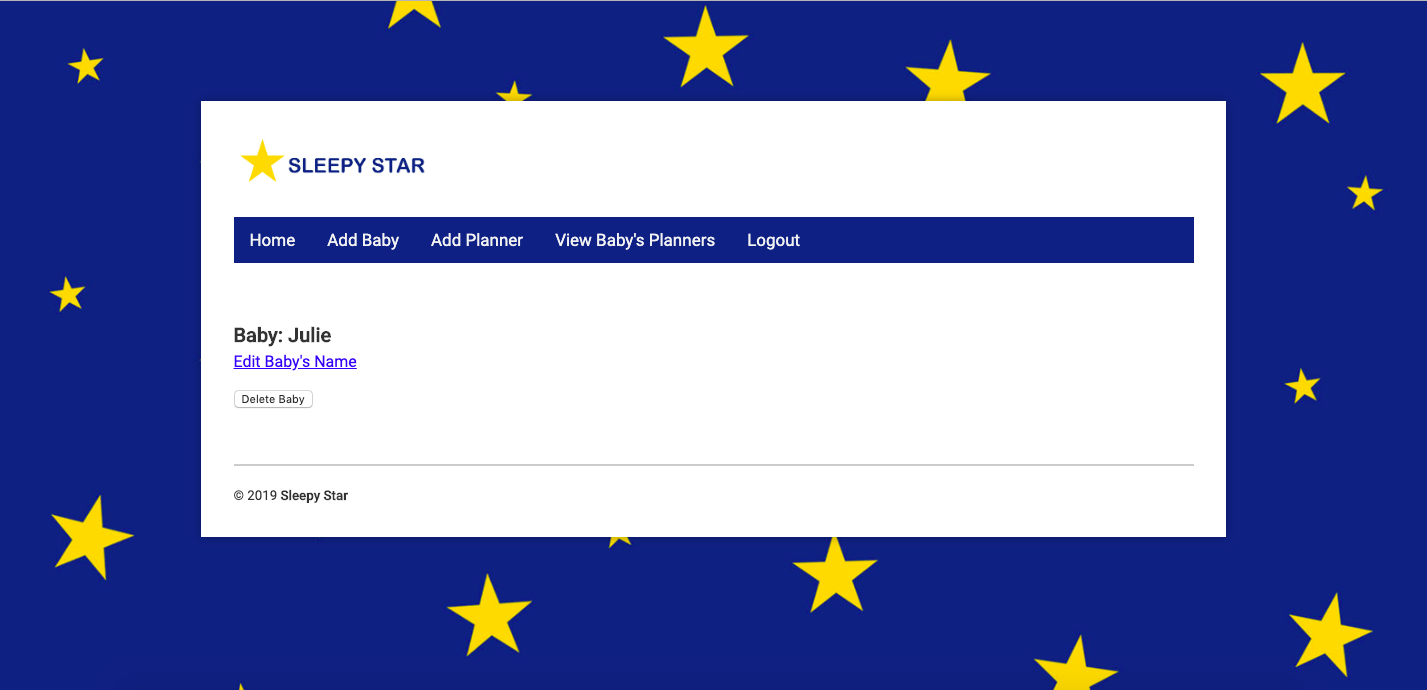 SLEEPY STAR
Home Add Baby Add Planner View Baby's Planners Logout
Baby: Julie
Edit Baby's Name
Delete Baby
© 2019 Sleepy Star